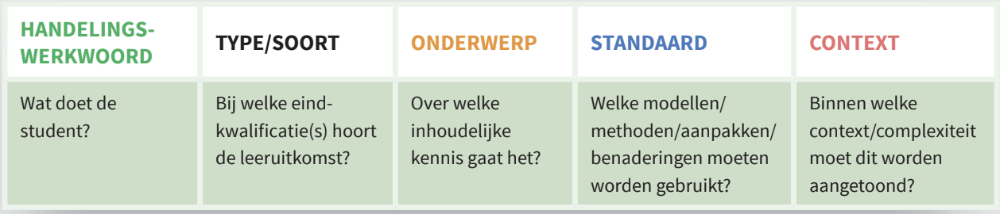 HANDELINGS-
WERKWOORD
TYPE/SOORT
ONDERWERP
STANDAARD
CONTEXT
Wat doet de
student?
Bij welke eind-
kwalificatie(s) hoort
de leeruitkomst?
Over welke
inhoudelijke
kennis gaat het?
Welke modellen/
methoden/aanpakken/
benaderingen moeten
worden gebruikt?
Binnen welke
context/complexiteit
moet dit worden
aangetoond?